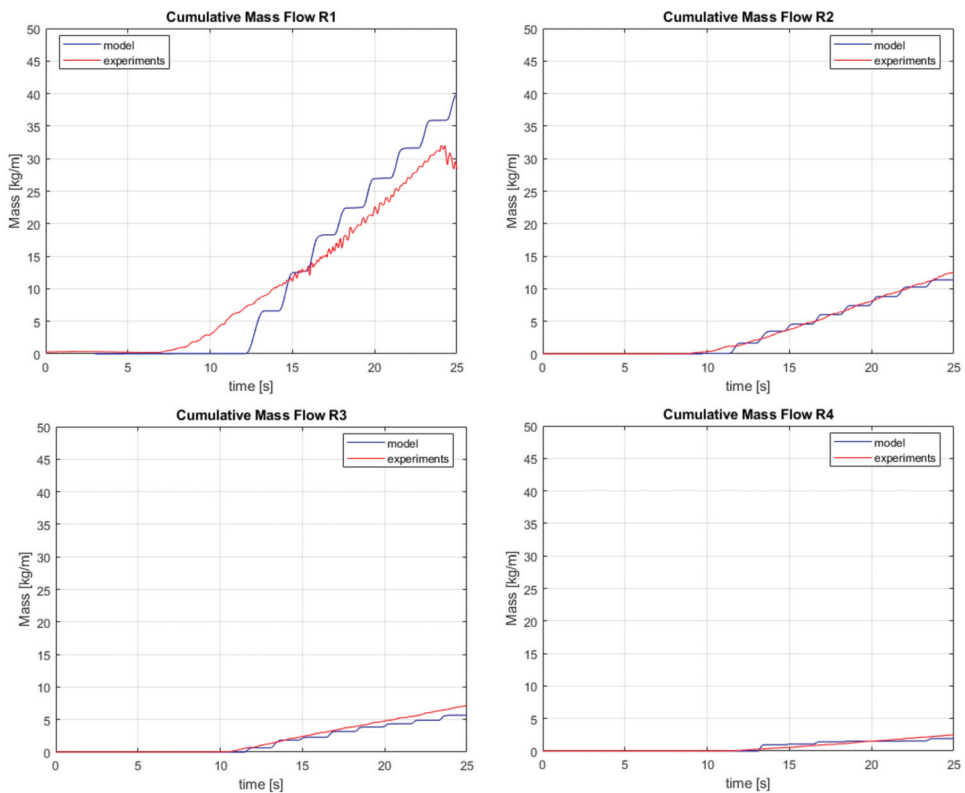 Cumulative Mass Flow R1
50
45
40
35
30
25
20
15
10
5
0
Mass [kg/m]
model
experiments
0 5 10 15 20 25
time [s]
Cumulative Mass Flow R2
50
45
40
35
30
25
20
15
10
5
0
Mass [kg/m]
model
experiments
0 5 10 15 20 25
time [s]
Cumulative Mass Flow R3
50
45
40
35
30
25
20
15
10
5
0
Mass [kg/m]
model
experiments
0 5 10 15 20 25
time [s]
Cumulative Mass Flow R4
50
45
40
35
30
25
20
15
10
5
0
Mass [kg/m]
model
experiments
0 5 10 15 20 25
time [s]